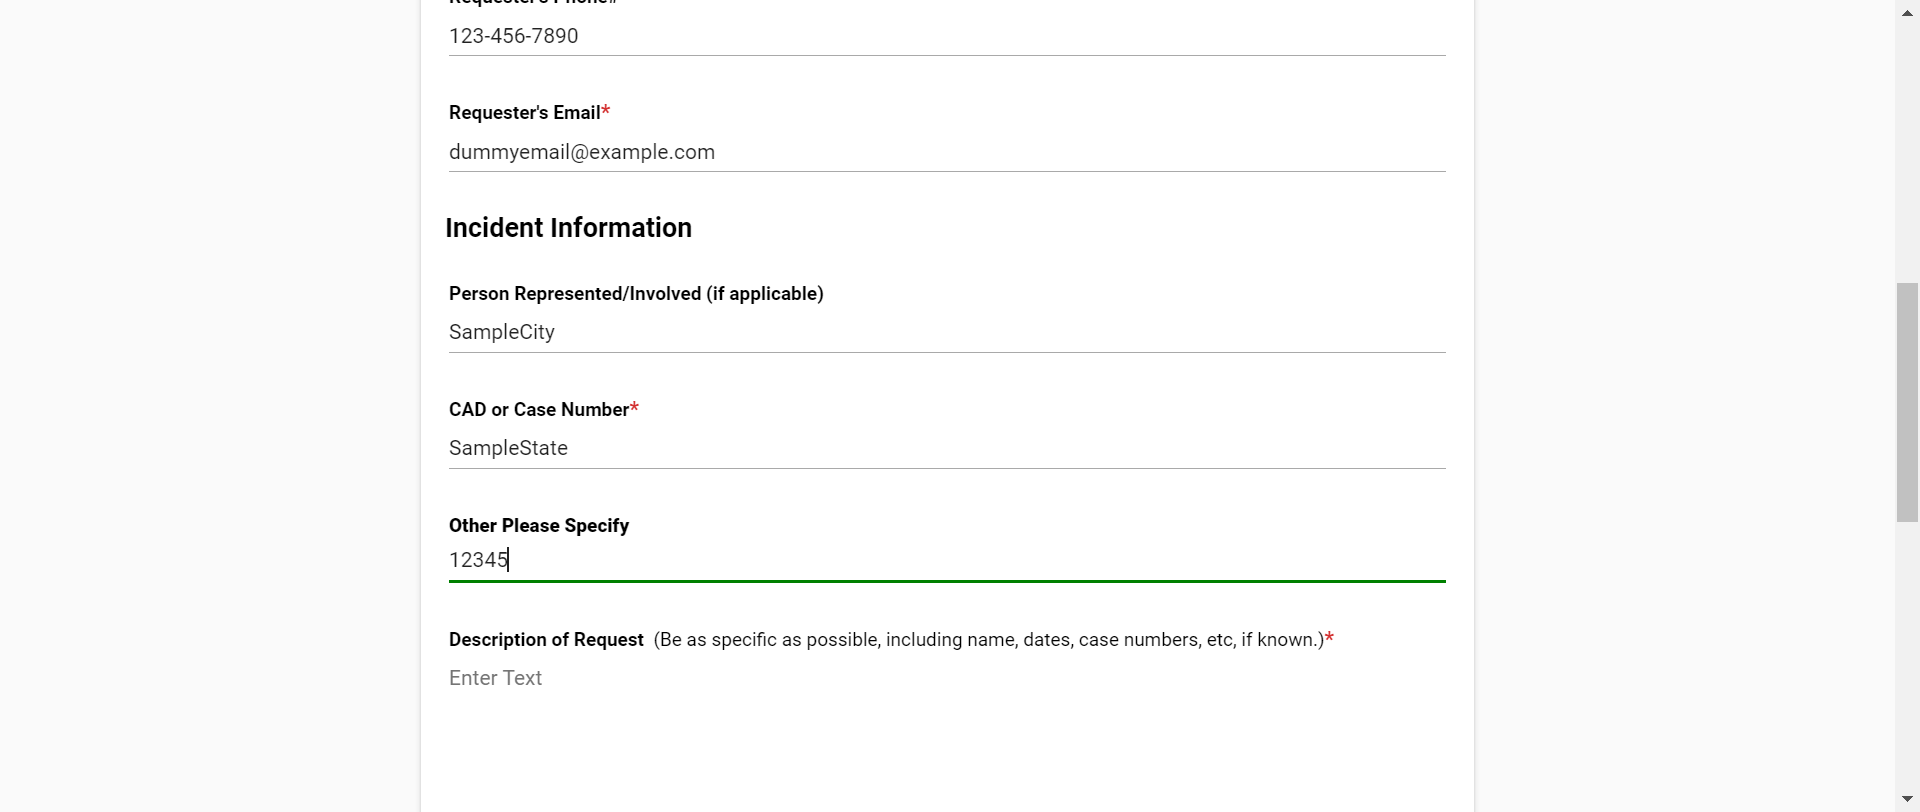 Requester's Phone#
123-456-7890
Requester's Email*
dummyemail@example.com
Incident Information
Person Represented/Involved (if applicable)
SampleCity
CAD or Case Number*
SampleState
Other Please Specify
12345
Description of Request (Be as specific as possible, including name, dates, case numbers, etc, if known.)*
Enter Text